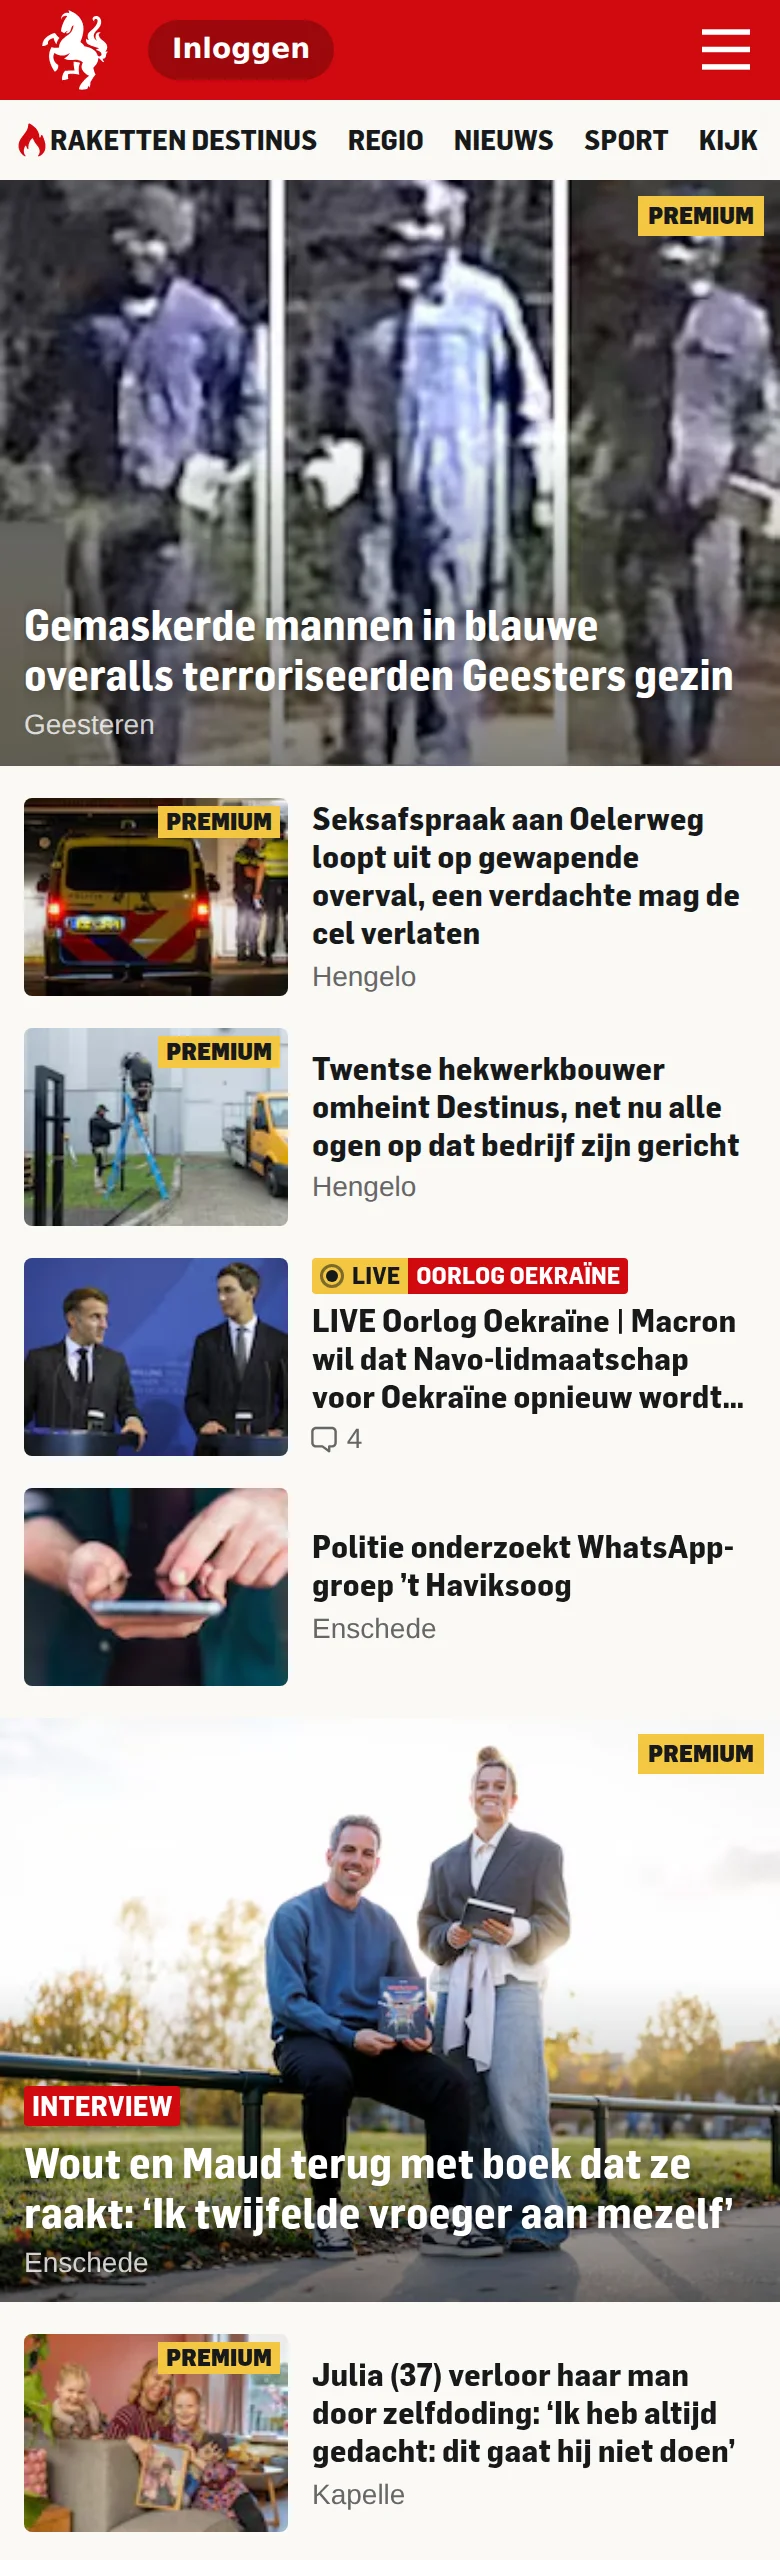 Inloggen
RAKETTEN DESTINUS REGIO NIEUWS SPORT KIJK
PREMIUM
Gemaskerde mannen in blauwe
overalls terroriseerden Geesters gezin
Geesteren
PREMIUM
Seksafspraak aan Oelerweg
loopt uit op gewapende
overval, een verdachte mag de
cel verlaten
Hengelo
PREMIUM
Twentse hekwerkbouwer
omheint Destinus, net nu alle
ogen op dat bedrijf zijn gericht
Hengelo
LIVE OORLOG OEKRAÏNE
LIVE Oorlog Oekraïne | Macron
wil dat Navo-lidmaatschap
voor Oekraïne opnieuw wordt...
4
Politie onderzoekt WhatsApp-
groep ’t Haviksoog
Enschede
PREMIUM
INTERVIEW
Wout en Maud terug met boek dat ze
raakt: ‘Ik twijfelde vroeger aan mezelf’
Enschede
PREMIUM
Julia (37) verloor haar man
door zelfdoding: ‘Ik heb altijd
gedacht: dit gaat hij niet doen’
Kapelle